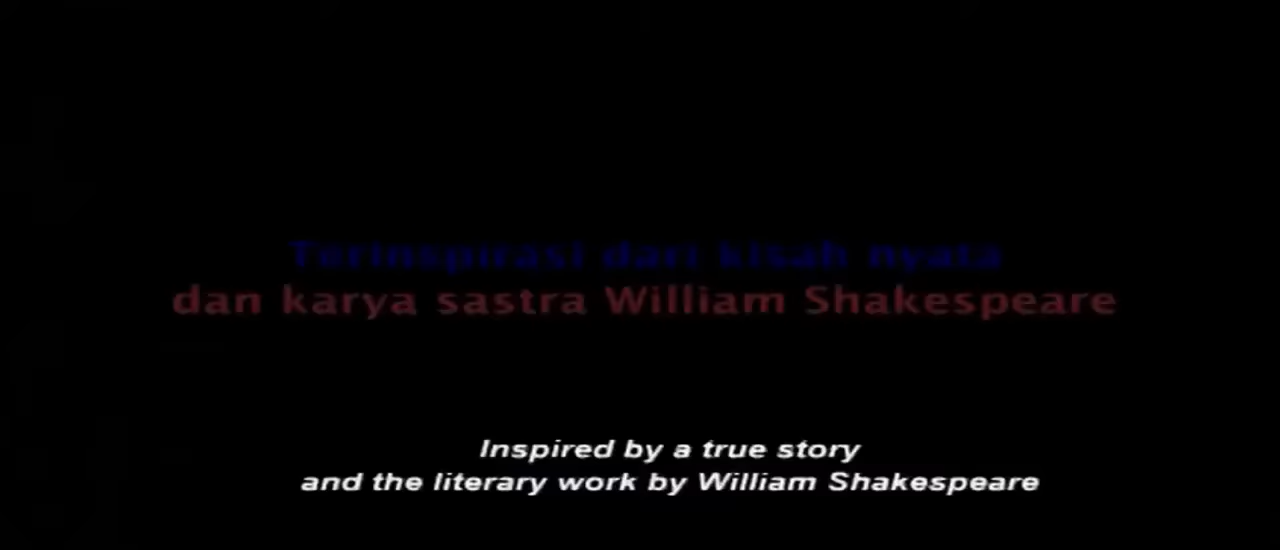 Terinspirasi dari kisah nyata
dan karya sastra William Shakespeare
Inspired by a true story
and the literary work by William Shakespeare